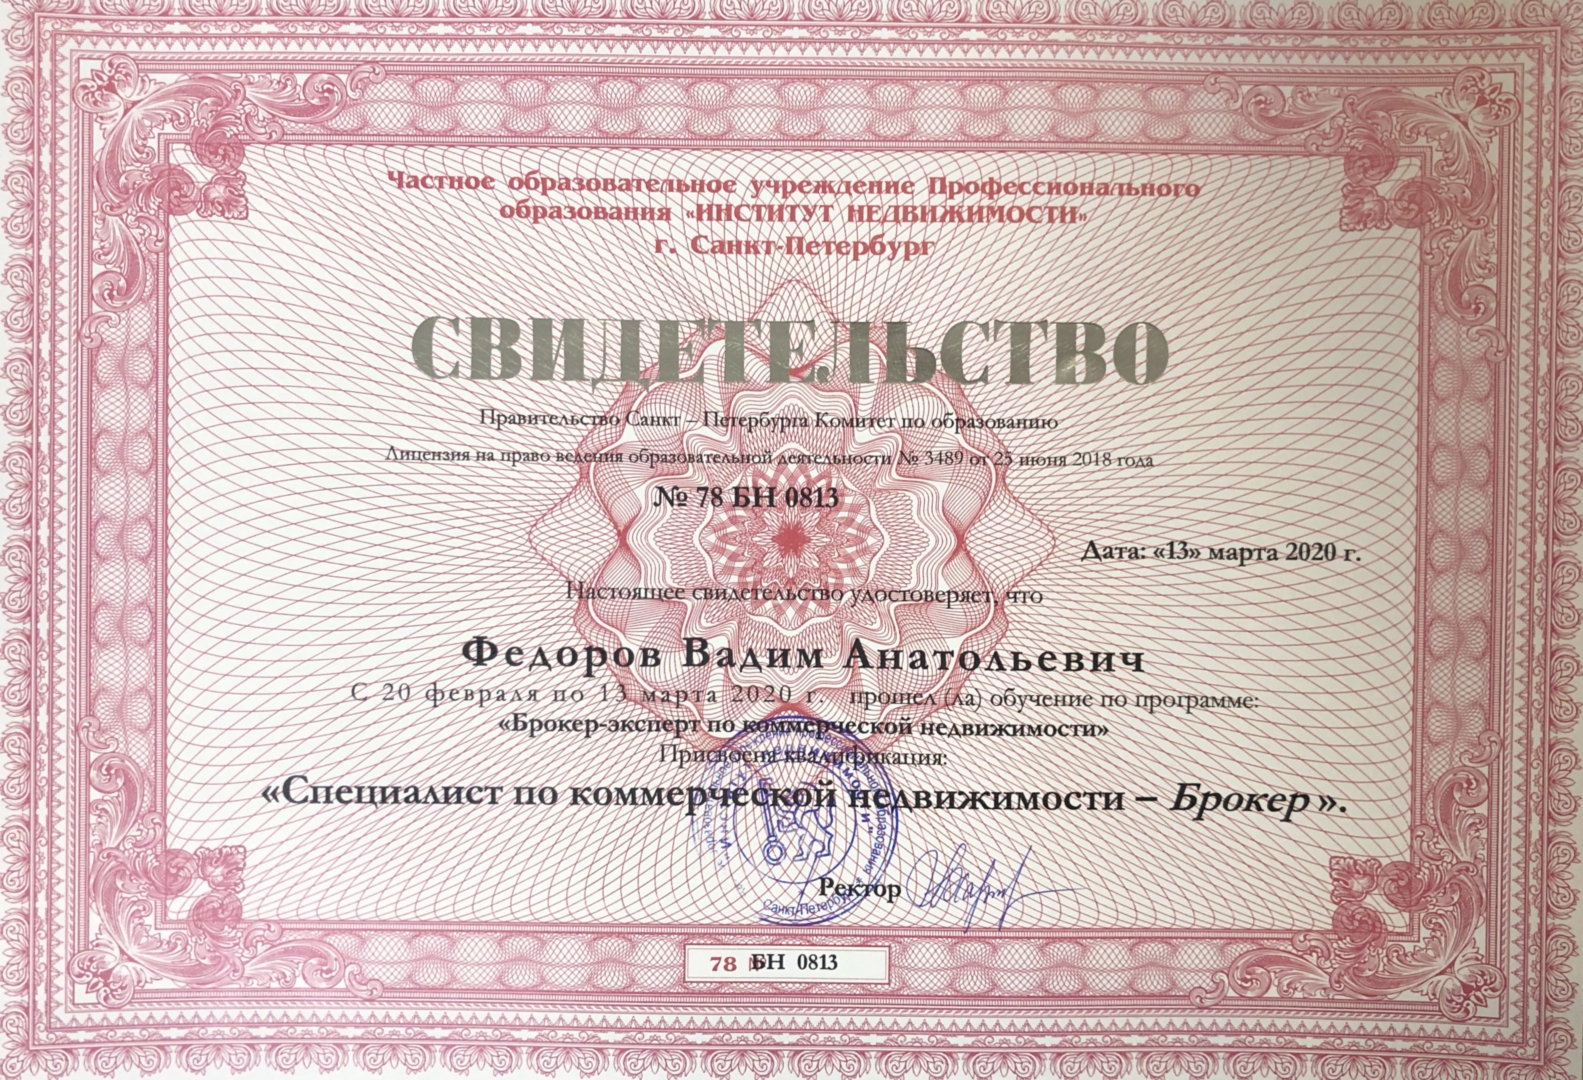 Частное образовательное учреждение Профессионального
образования «ИНСТИТУТ НЕДВИЖИМОСТИ»
г. Санкт-Петербург
СВИДЕТЕЛЬСТВО
Правительство Санкт – Петербурга Комитет по образованию
Лицензия на право ведения образовательной деятельности № 3489 от 25 июня 2018 года
№ 78 БН 0813
Дата: «13» марта 2020 г.
Настоящее свидетельство удостоверяет, что
Федоров Вадим Анатольевич
С 20 февраля по 13 марта 2020 г. прошел (ла) обучение по программе:
«Брокер-эксперт по коммерческой недвижимости»
Присвоена квалификация:
«Специалист по коммерческой недвижимости – Брокер».
Ректор
Санкт-Петербург
78 БН 0813